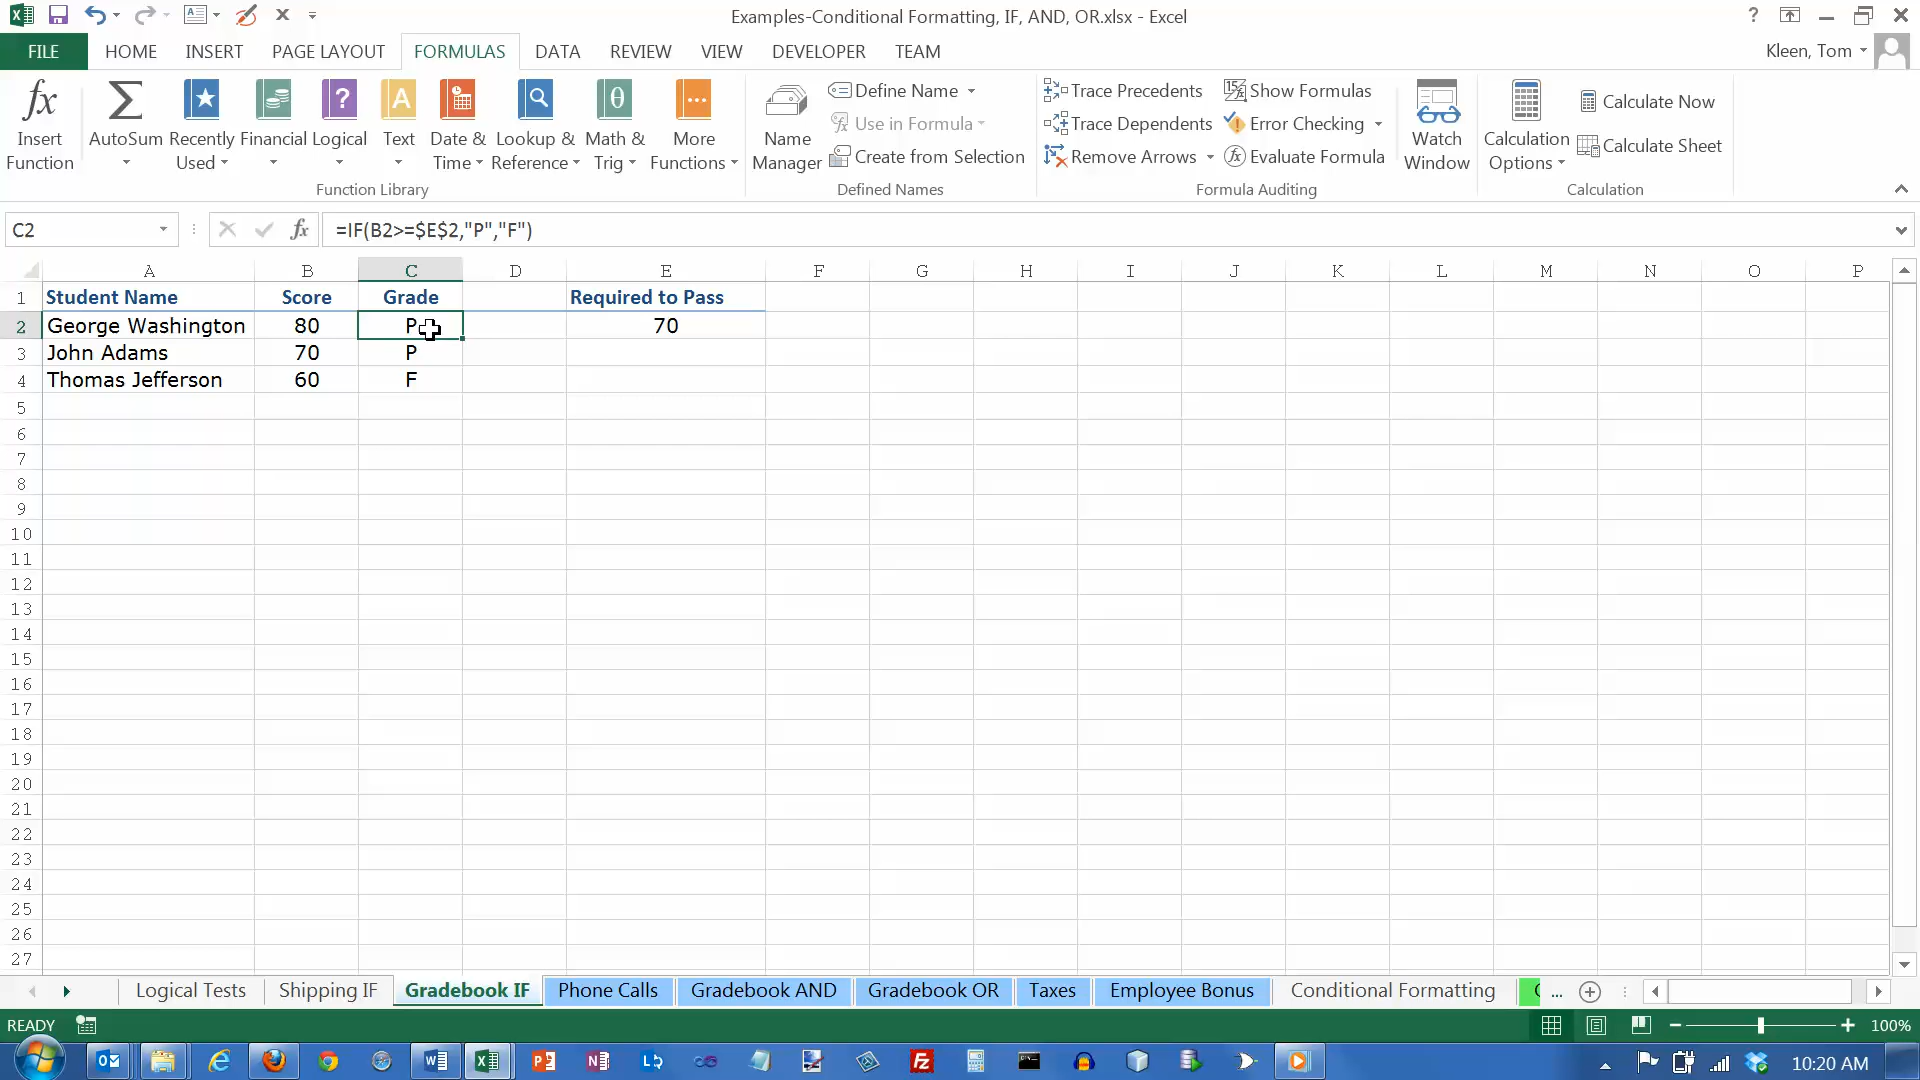 Examples-Conditional Formatting, IF, AND, OR.xlsx - Excel
FILE HOME INSERT PAGE LAYOUT FORMULAS DATA REVIEW VIEW DEVELOPER TEAM Kleen, Tom
Insert Function
AutoSum
Recently Used
Financial
Logical
Text
Date & Time
Lookup & Reference
Math & Trig
More Functions
Function Library
Name Manager
Define Name
Use in Formula
Create from Selection
Defined Names
Trace Precedents
Trace Dependents
Remove Arrows
Show Formulas
Error Checking
Evaluate Formula
Formula Auditing
Watch Window
Calculation Options
Calculate Now
Calculate Sheet
Calculation
C2 fx =IF(B2>=$E$2,"P","F")
A B C D E F G H I J K L M N O P
1 Student Name Score Grade Required to Pass
2 George Washington 80 P 70
3 John Adams 70 P
4 Thomas Jefferson 60 F
5
6
7
8
9
10
11
12
13
14
15
16
17
18
19
20
21
22
23
24
25
26
27
Logical Tests Shipping IF Gradebook IF Phone Calls Gradebook AND Gradebook OR Taxes Employee Bonus Conditional Formatting ...
READY 100%
10:20 AM